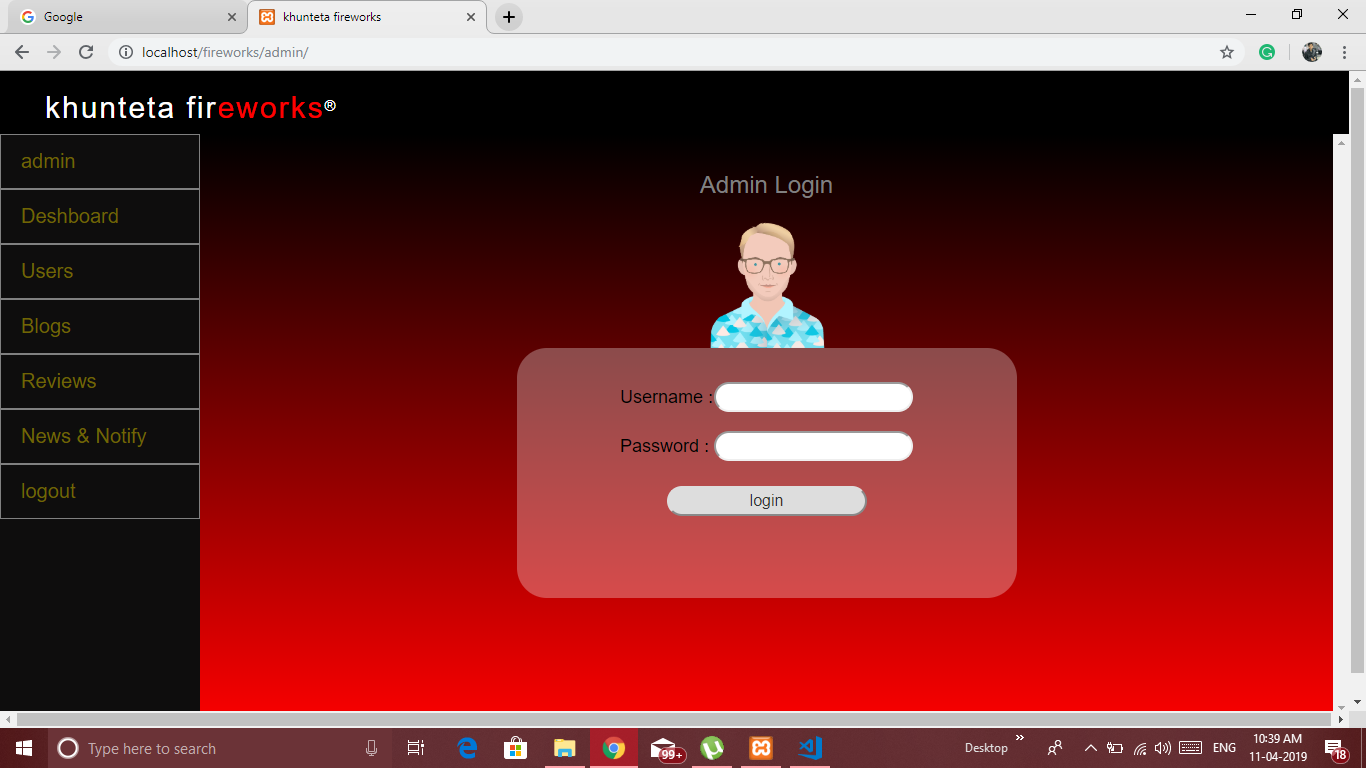 Google
khunteta fireworks
localhost/fireworks/admin/
khunteta fireworks®
admin
Deshboard
Users
Blogs
Reviews
News & Notify
logout
Admin Login
Username :
Password :
login
Type here to search
99+
Desktop
ENG
10:39 AM
11-04-2019
18